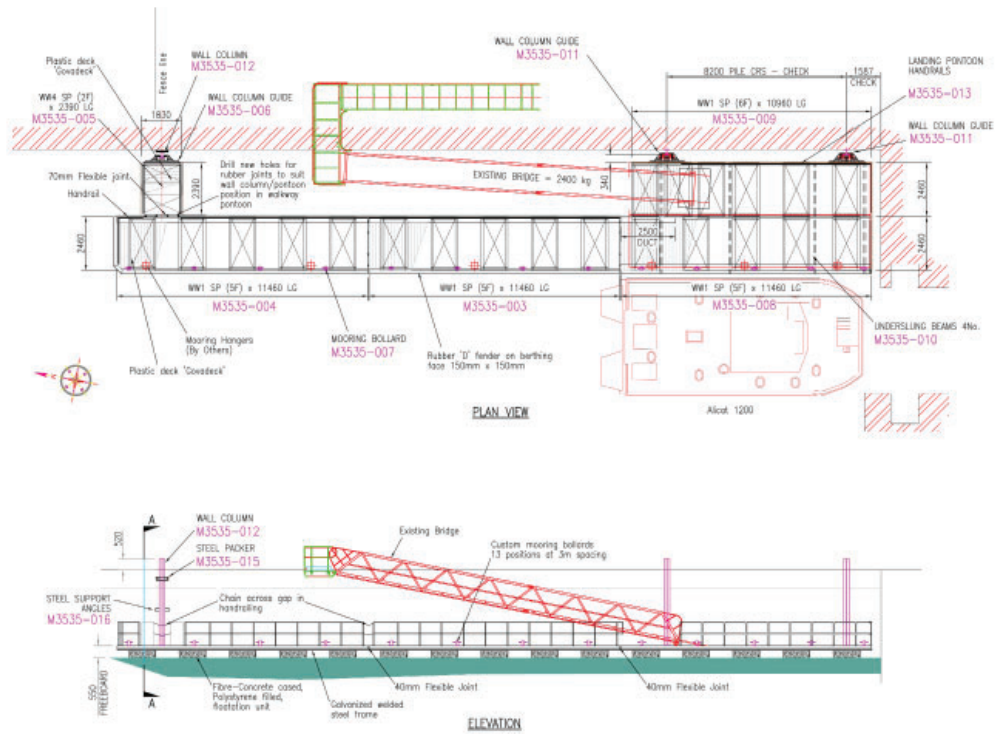 Plastic deck
'Govadeck'
Fence line
WALL COLUMN
M3535-012
WW4 SP (2F)
x 2390 LG
M3535-005
1830
WALL COLUMN GUIDE
M3535-006
70mm Flexible joint
Handrail
2390
Drill new holes for
rubber joints to suit
wall column/pontoon
position in walkway
pontoon
WALL COLUMN GUIDE
M3535-011
8200 PILE CRS - CHECK
1587
CHECK
LANDING PONTOON
HANDRAILS
M3535-013
WW1 SP (6F) x 10960 LG
M3535-009
WALL COLUMN GUIDE
M3535-011
EXISTING BRIDGE = 2400 kg
340
2460
2460
2460
2500
DUCT
WW1 SP (5F) x 11460 LG
M3535-004
WW1 SP (5F) x 11460 LG
M3535-003
WW1 SP (5F) x 11460 LG
M3535-008
Mooring Hangers
(By Others)
Plastic deck 'Govadeck'
MOORING BOLLARD
M3535-007
Rubber 'D' fender on berthing
face 150mm x 150mm
UNDERSLUNG BEAMS 4No.
M3535-010
Alicat 1200
PLAN VIEW
A
WALL COLUMN
M3535-012
STEEL PACKER
M3535-015
520
STEEL SUPPORT
ANGLES
M3535-016
Chain across gap in
handrailing
Existing Bridge
Custom mooring bollards
13 positions at 3m spacing
550
FREEBOARD
A
Fibre-Concrete cased,
Polystyrene filled,
floatation unit
Galvanized welded
steel frame
40mm Flexible Joint
40mm Flexible Joint
ELEVATION